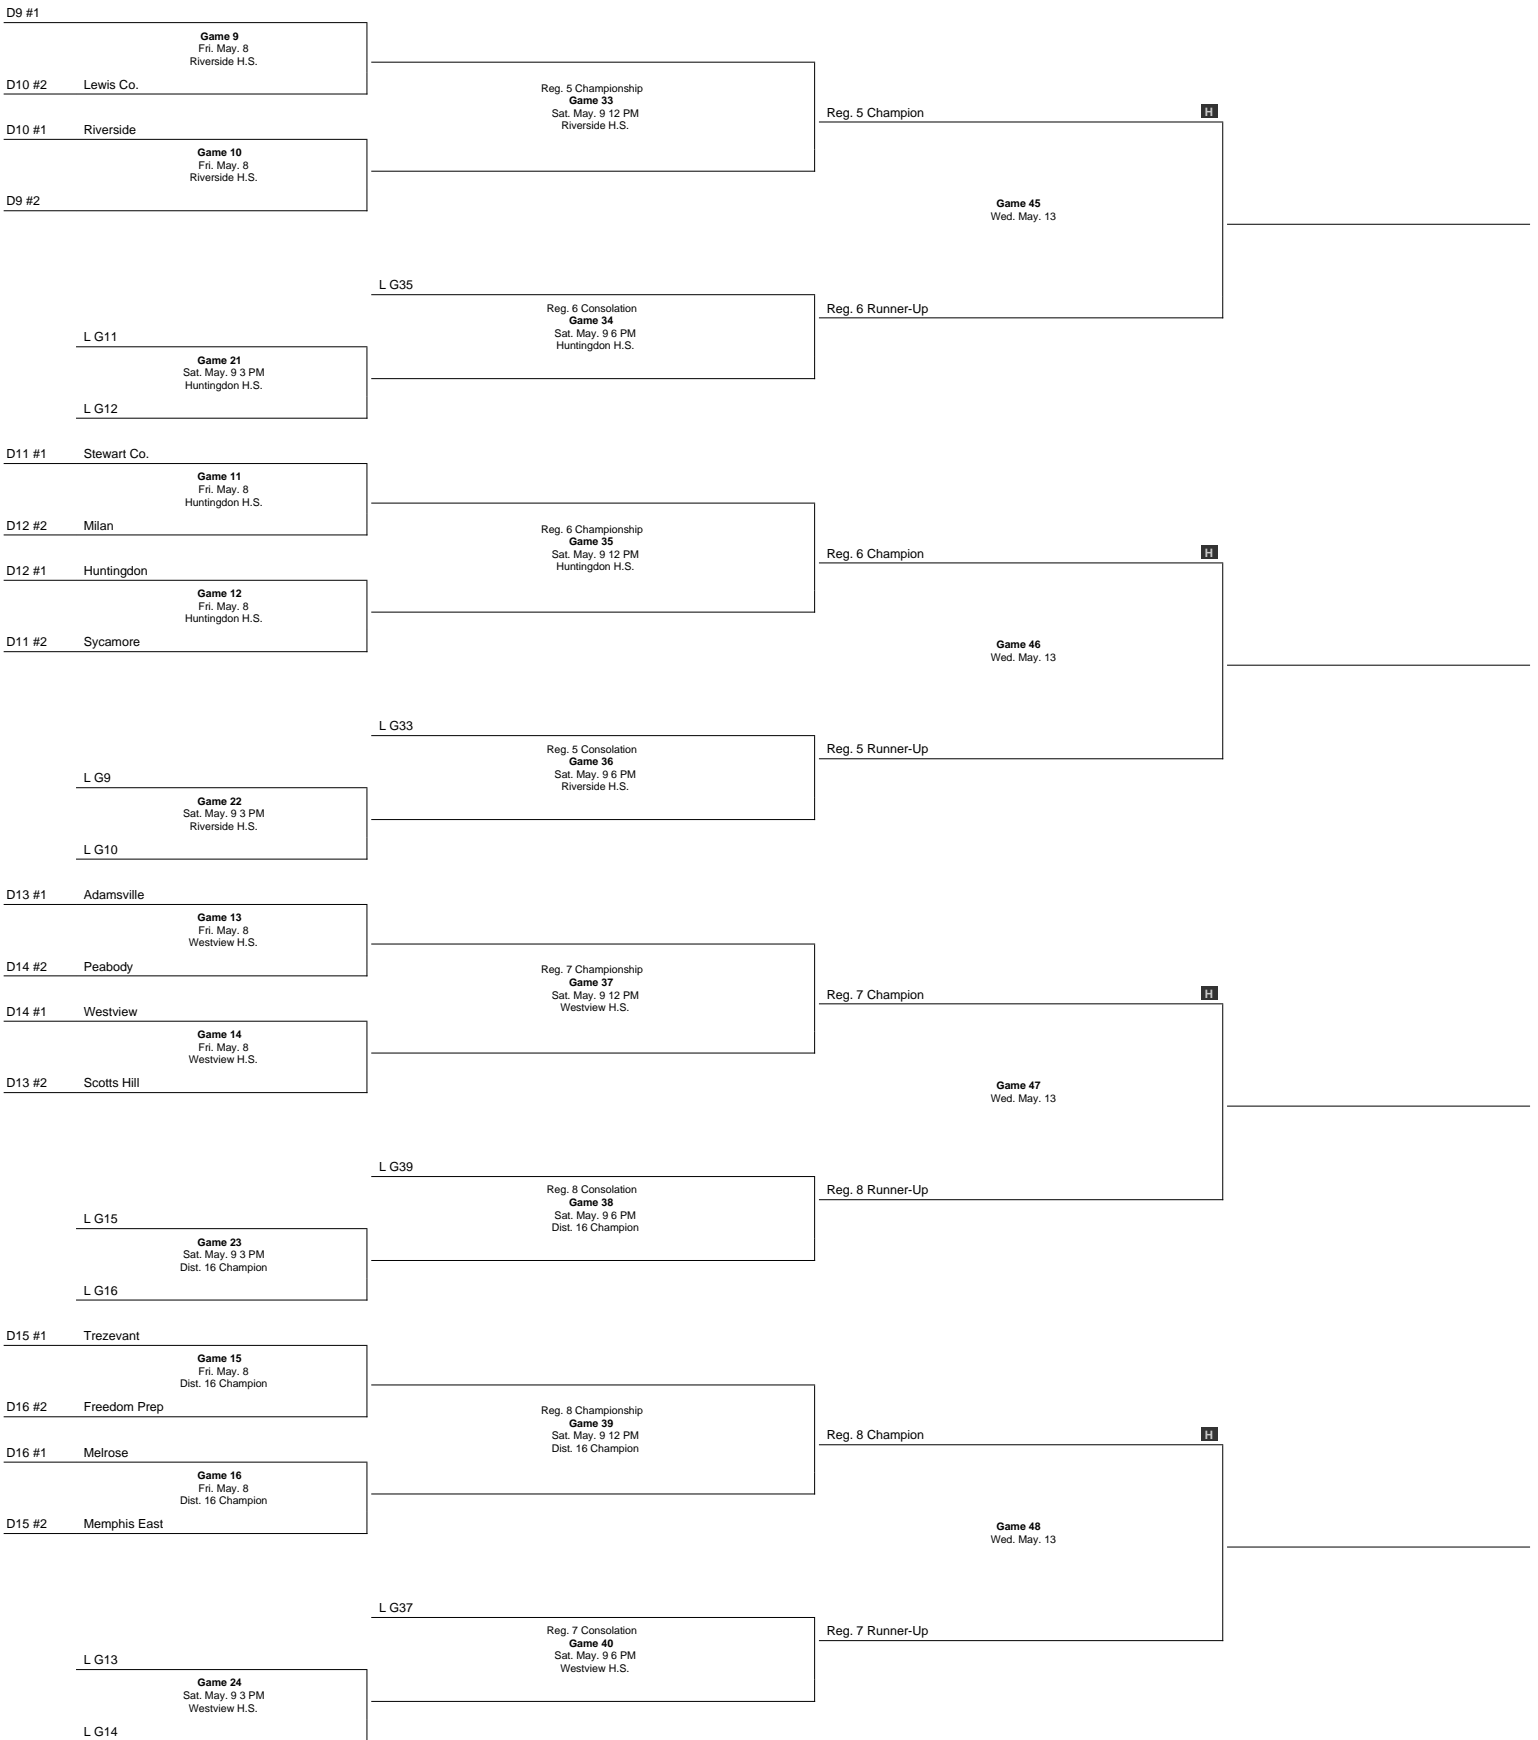 D9 #1
Game 9
Fri. May. 8
Riverside H.S.
D10 #2 Lewis Co.
D10 #1 Riverside
Game 10
Fri. May. 8
Riverside H.S.
D9 #2
Reg. 5 Championship
Game 33
Sat. May. 9 12 PM
Riverside H.S.
Reg. 5 Champion H
Game 45
Wed. May. 13
L G35
Reg. 6 Consolation
Game 34
Sat. May. 9 6 PM
Huntingdon H.S.
Reg. 6 Runner-Up
L G11
Game 21
Sat. May. 9 3 PM
Huntingdon H.S.
L G12
D11 #1 Stewart Co.
Game 11
Fri. May. 8
Huntingdon H.S.
D12 #2 Milan
D12 #1 Huntingdon
Game 12
Fri. May. 8
Huntingdon H.S.
D11 #2 Sycamore
Reg. 6 Championship
Game 35
Sat. May. 9 12 PM
Huntingdon H.S.
Reg. 6 Champion H
Game 46
Wed. May. 13
L G33
Reg. 5 Consolation
Game 36
Sat. May. 9 6 PM
Riverside H.S.
Reg. 5 Runner-Up
L G9
Game 22
Sat. May. 9 3 PM
Riverside H.S.
L G10
D13 #1 Adamsville
Game 13
Fri. May. 8
Westview H.S.
D14 #2 Peabody
D14 #1 Westview
Game 14
Fri. May. 8
Westview H.S.
D13 #2 Scotts Hill
Reg. 7 Championship
Game 37
Sat. May. 9 12 PM
Westview H.S.
Reg. 7 Champion H
Game 47
Wed. May. 13
L G39
Reg. 8 Consolation
Game 38
Sat. May. 9 6 PM
Dist. 16 Champion
Reg. 8 Runner-Up
L G15
Game 23
Sat. May. 9 3 PM
Dist. 16 Champion
L G16
D15 #1 Trezevant
Game 15
Fri. May. 8
Dist. 16 Champion
D16 #2 Freedom Prep
D16 #1 Melrose
Game 16
Fri. May. 8
Dist. 16 Champion
D15 #2 Memphis East
Reg. 8 Championship
Game 39
Sat. May. 9 12 PM
Dist. 16 Champion
Reg. 8 Champion H
Game 48
Wed. May. 13
L G37
Reg. 7 Consolation
Game 40
Sat. May. 9 6 PM
Westview H.S.
Reg. 7 Runner-Up
L G13
Game 24
Sat. May. 9 3 PM
Westview H.S.
L G14